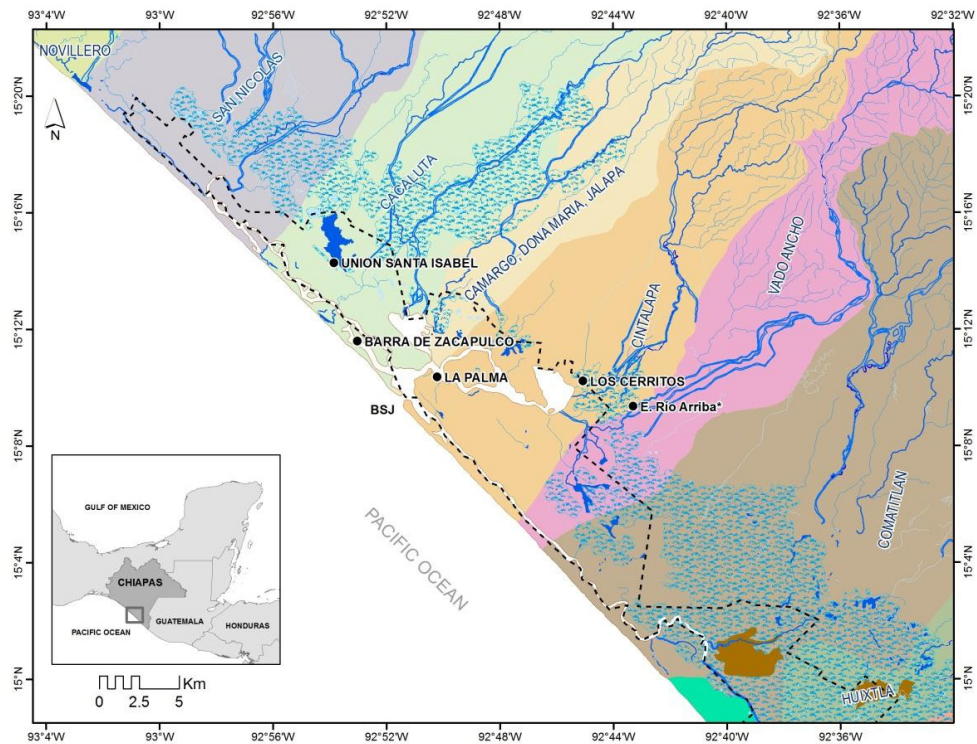 93°4'W 93°W 92°56'W 92°52'W 92°48'W 92°44'W 92°40'W 92°36'W 92°32'W
NOVILLERO
SAN NICOLAS
15°20'N 15°20'N
N
CACALUTA
CAMARGO, DONA MARIA, JALAPA
15°16'N 15°16'N
VADO ANCHO
UNION SANTA ISABEL
CINTALAPA
15°12'N 15°12'N
BARRA DE ZACAPULCO
LA PALMA
LOS CERRITOS
E. Rio Arriba*
BSJ
15°8'N 15°8'N
COMATITLAN
PACIFIC OCEAN
GULF OF MEXICO
15°4'N 15°4'N
CHIAPAS
GUATEMALA
HONDURAS
PACIFIC OCEAN
15°N 15°N
HUIXTLA
Km
0 2.5 5
93°4'W 93°W 92°56'W 92°52'W 92°48'W 92°44'W 92°40'W 92°36'W